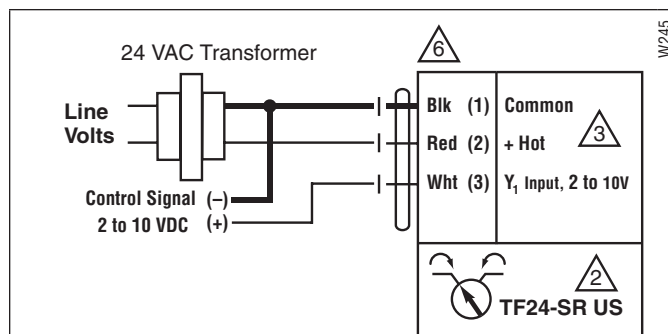 W245
24 VAC Transformer
6
Line
Volts
Blk (1) Common
Red (2) + Hot
3
Wht (3) Y₁ Input, 2 to 10V
Control Signal (–)
2 to 10 VDC (+)
2
TF24-SR US